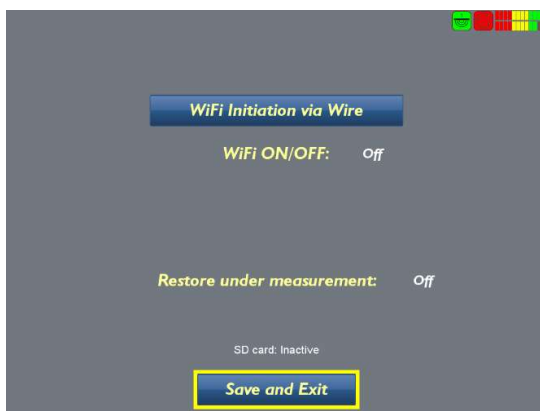 WiFi Initiation via Wire
WiFi ON/OFF: Off
Restore under measurement: Off
SD card: Inactive
Save and Exit